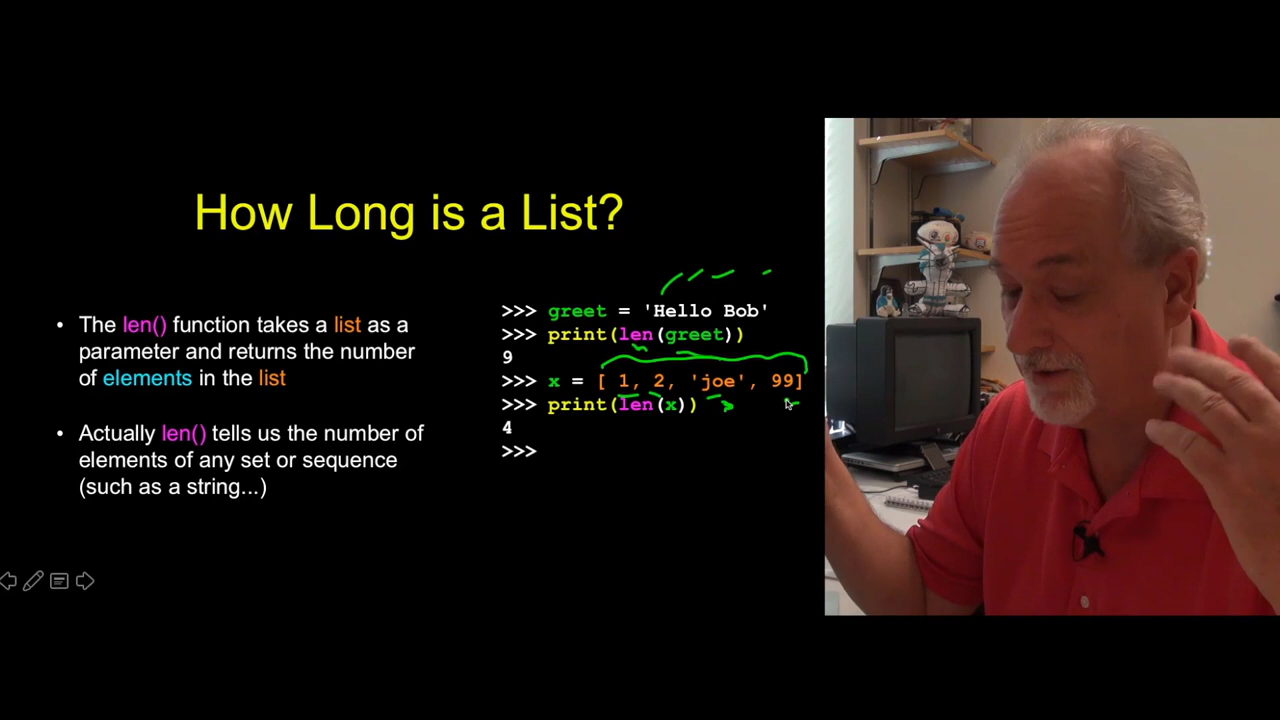 How Long is a List?
• The len() function takes a list as a
parameter and returns the number
of elements in the list
• Actually len() tells us the number of
elements of any set or sequence
(such as a string...)
>>> greet = 'Hello Bob'
>>> print(len(greet))
9
>>> x = [ 1, 2, 'joe', 99]
>>> print(len(x))
4
>>>